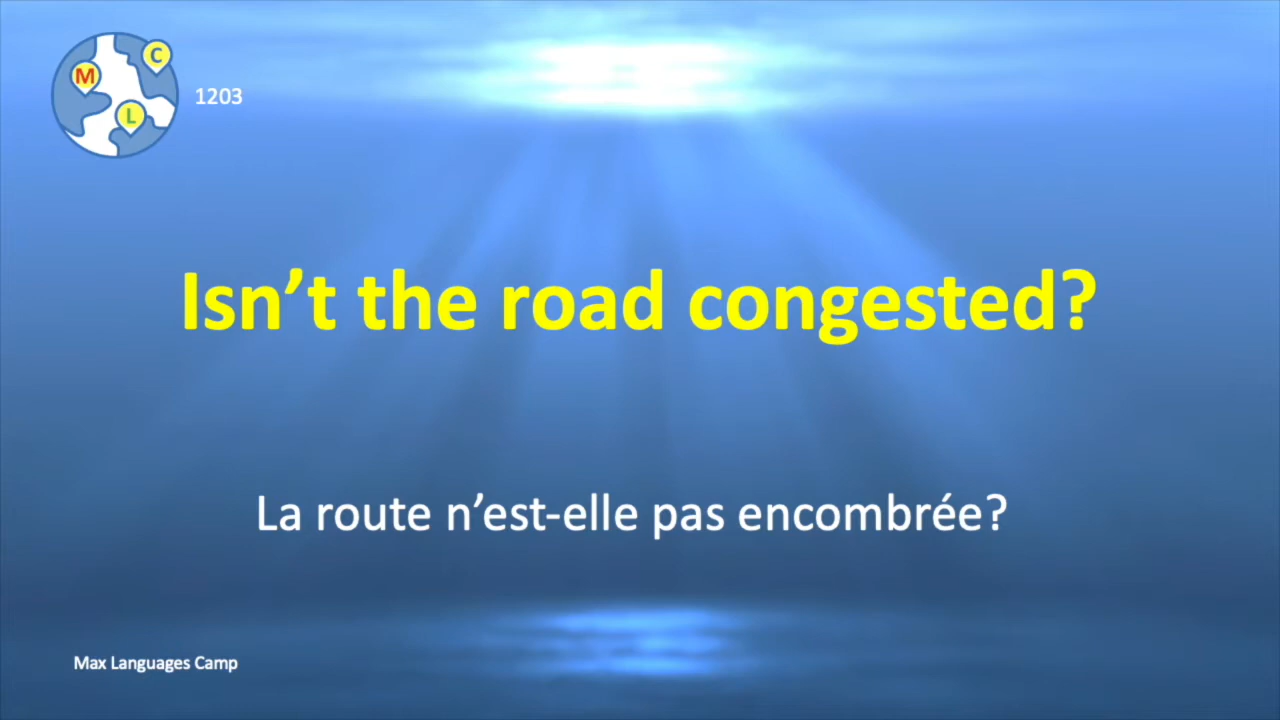 M
C
L
1203
Isn’t the road congested?
La route n’est-elle pas encombrée?
Max Languages Camp